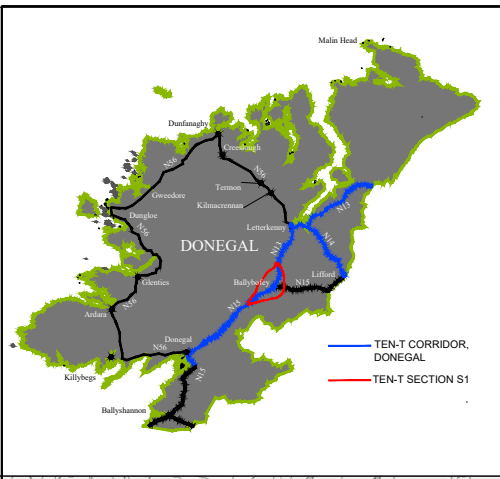 Malin Head
Dunfanaghy
Creeslough
N56
N56
Termon
Gweedore
Kilmacrennan
N13
Dungloe
N56
Letterkenny
N14
DONEGAL
N13
Lifford
Glenties
Ballybofey
N15
N15
N56
Ardara
Donegal
N56
TEN-T CORRIDOR,
DONEGAL
Killybegs
N15
TEN-T SECTION S1
Ballyshannon